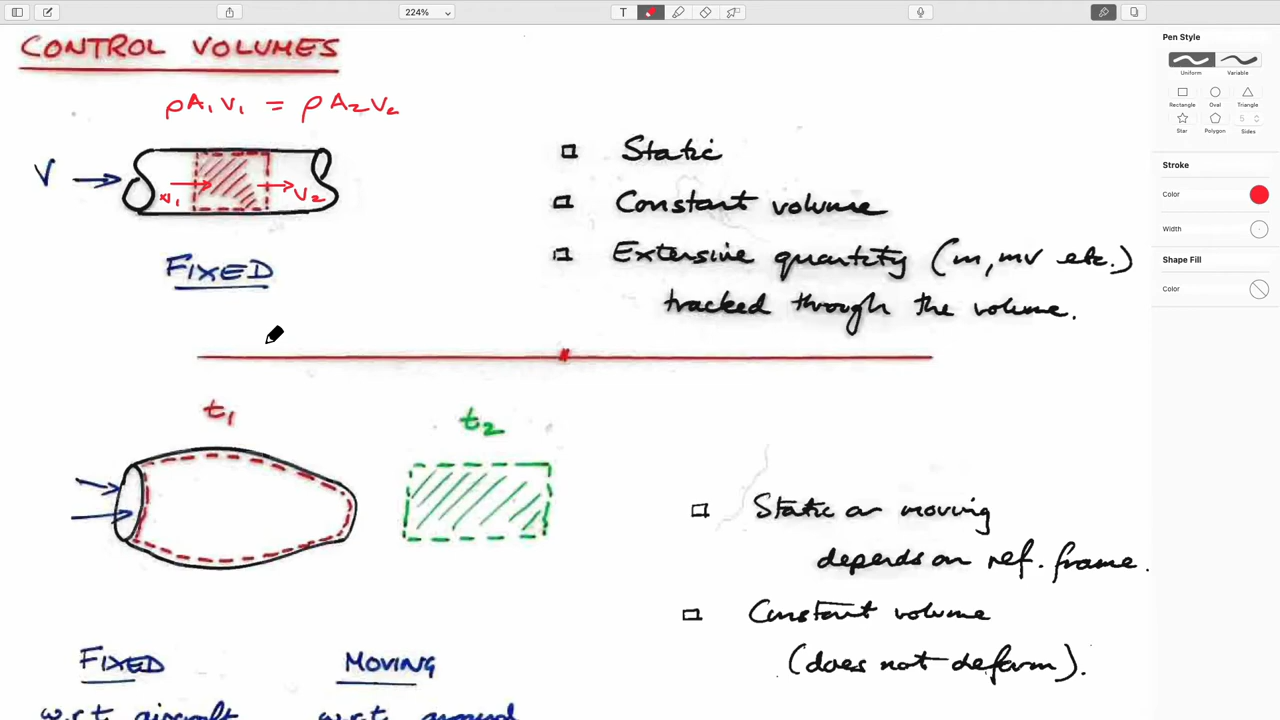 224%
T
CONTROL VOLUMES
Pen Style
Uniform Variable
Rectangle Oval Triangle
Star Polygon 5 Sides
Stroke
Color
Width
Shape Fill
Color
ρA₁V₁ = ρA₂V₂
V
V₁
V₂
FIXED
Static
Constant volume
Extensive quantity (m, mv etc.)
tracked through the volume.
t₁
t₂
Static or moving
depends on ref. frame.
Constant volume
(does not deform).
FIXED MOVING
w.r.t. aircraft w.r.t. ground